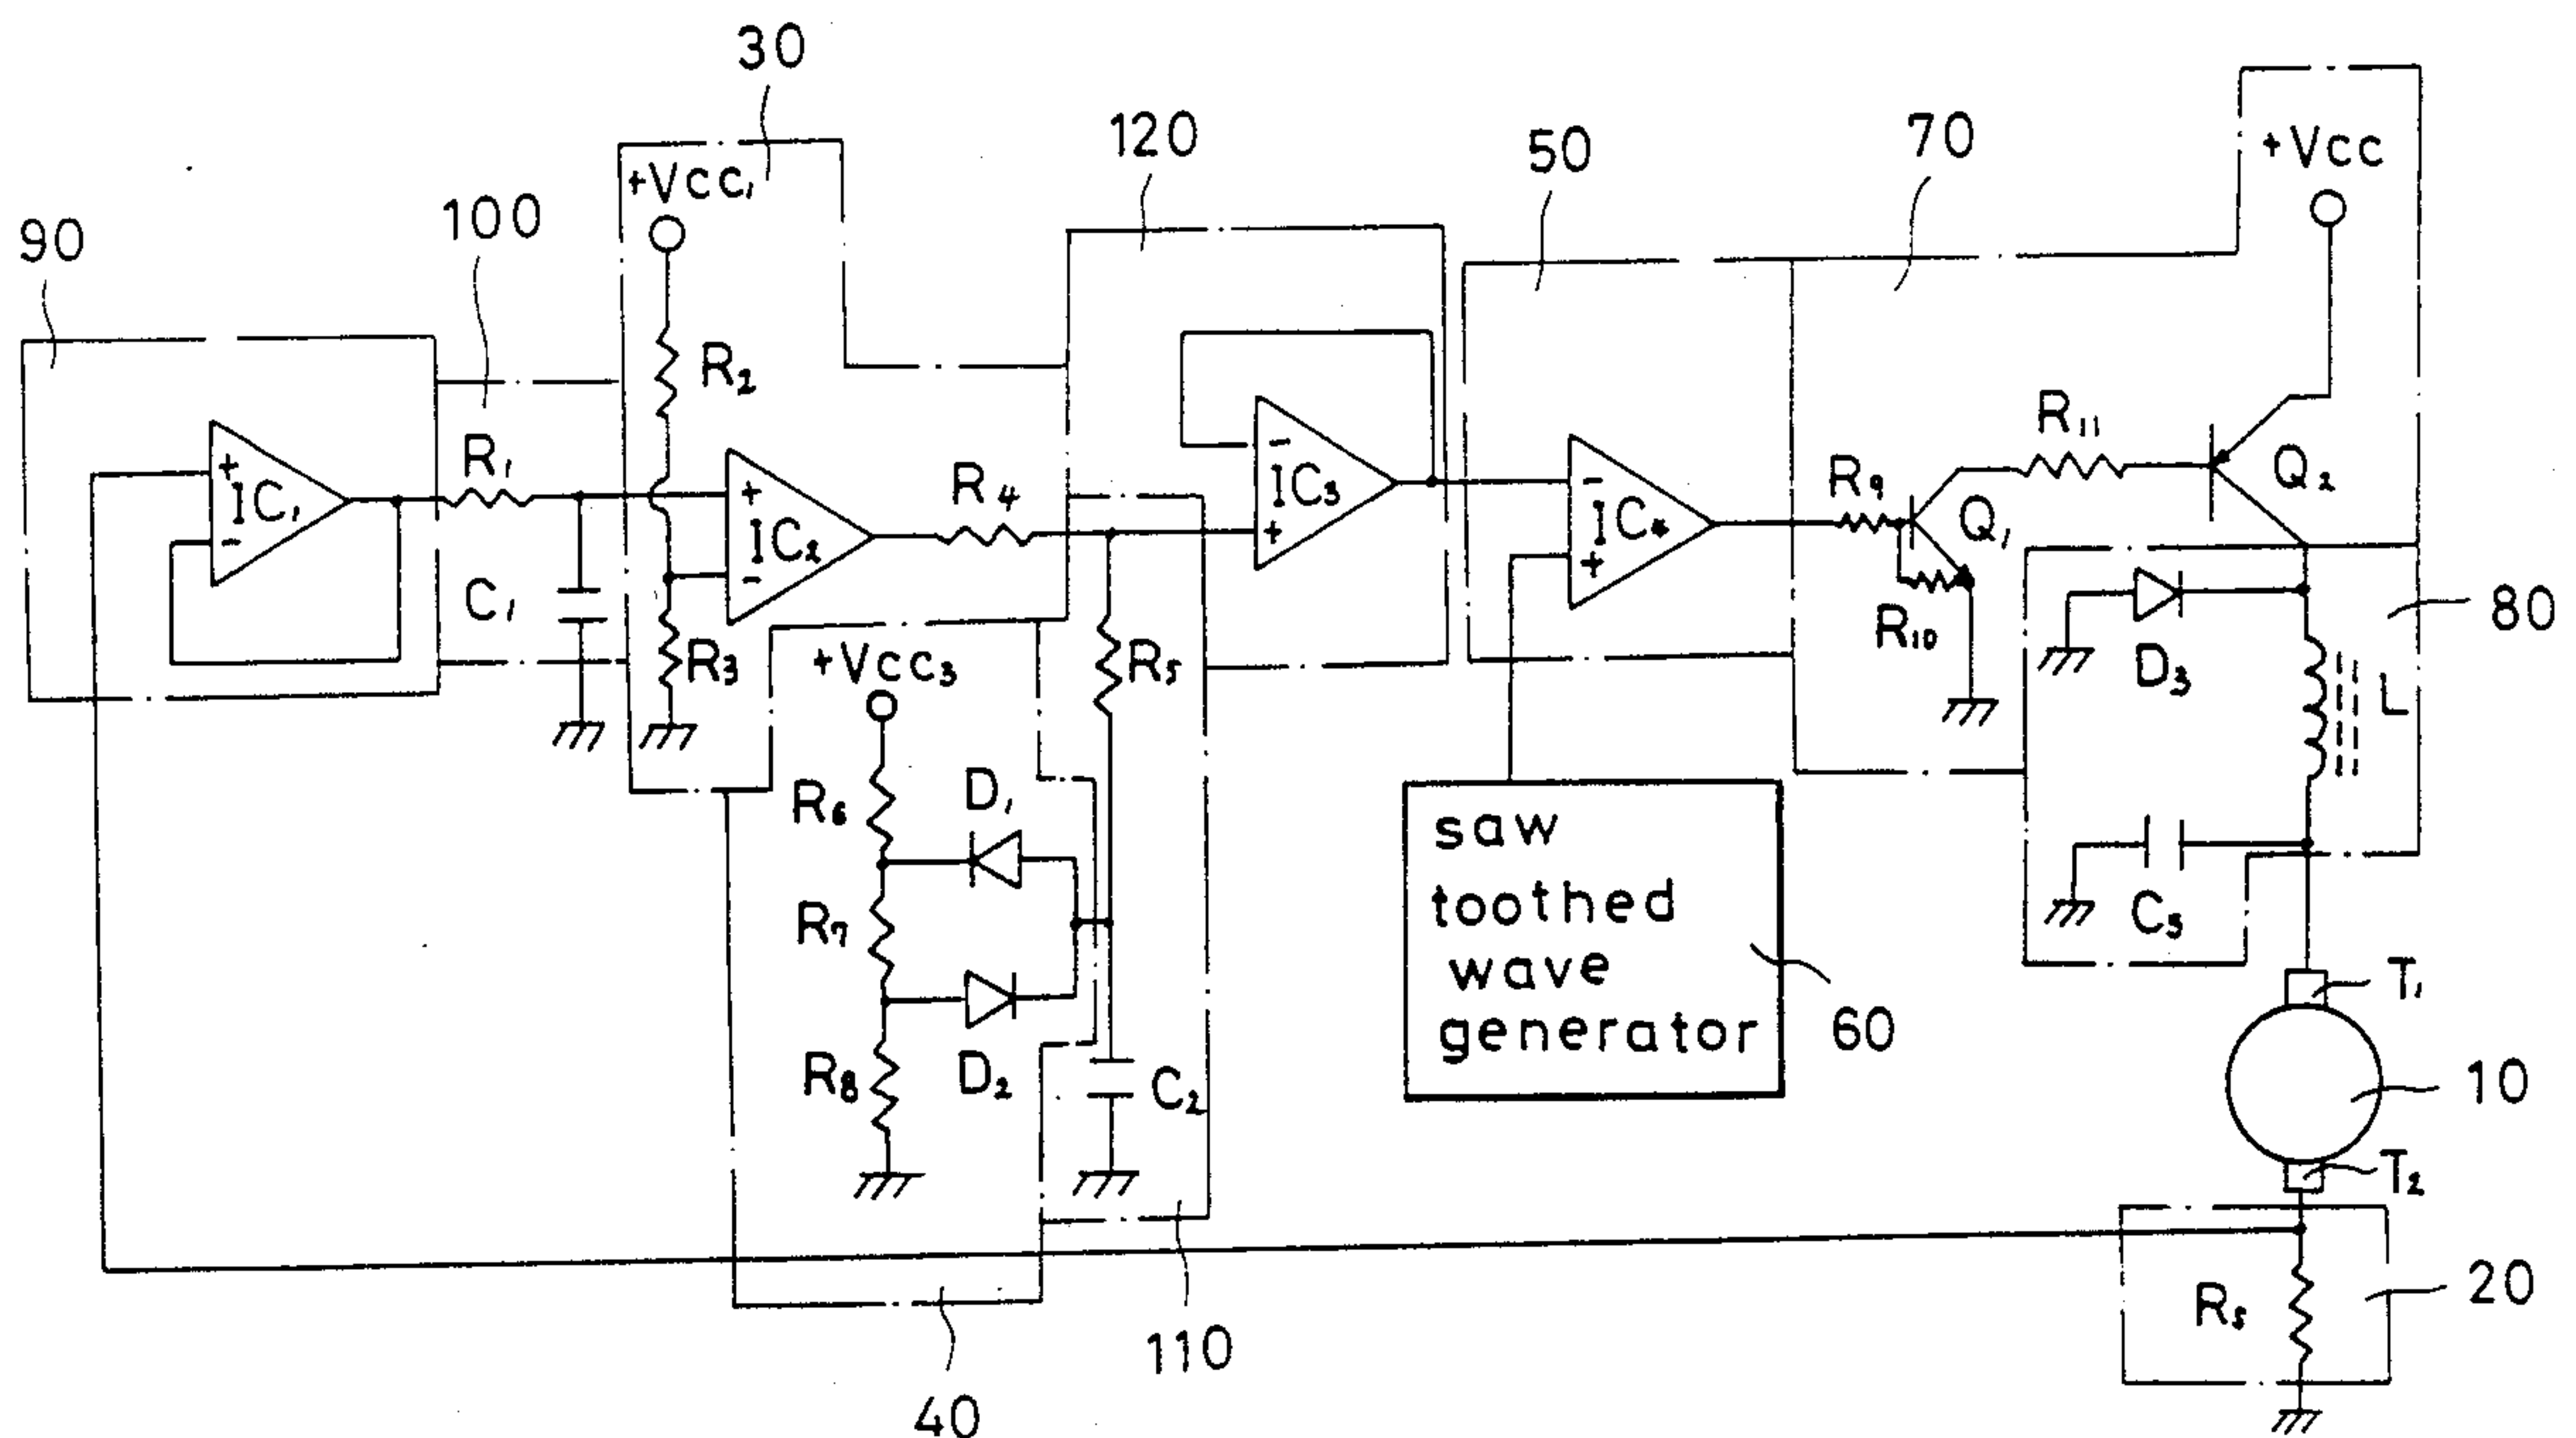 30
+Vcc1
120
50
70
+Vcc
100
90
R2
R1
+
IC1
-
C1
+
IC2
-
R3
R4
-
IC3
+
-
IC4
+
R9
Q1
R10
R11
Q2
D3
L
80
C3
+Vcc3
R5
R6
D1
R7
D2
R8
C2
saw
toothed
wave
generator
60
T1
10
T2
Rs
20
110
40